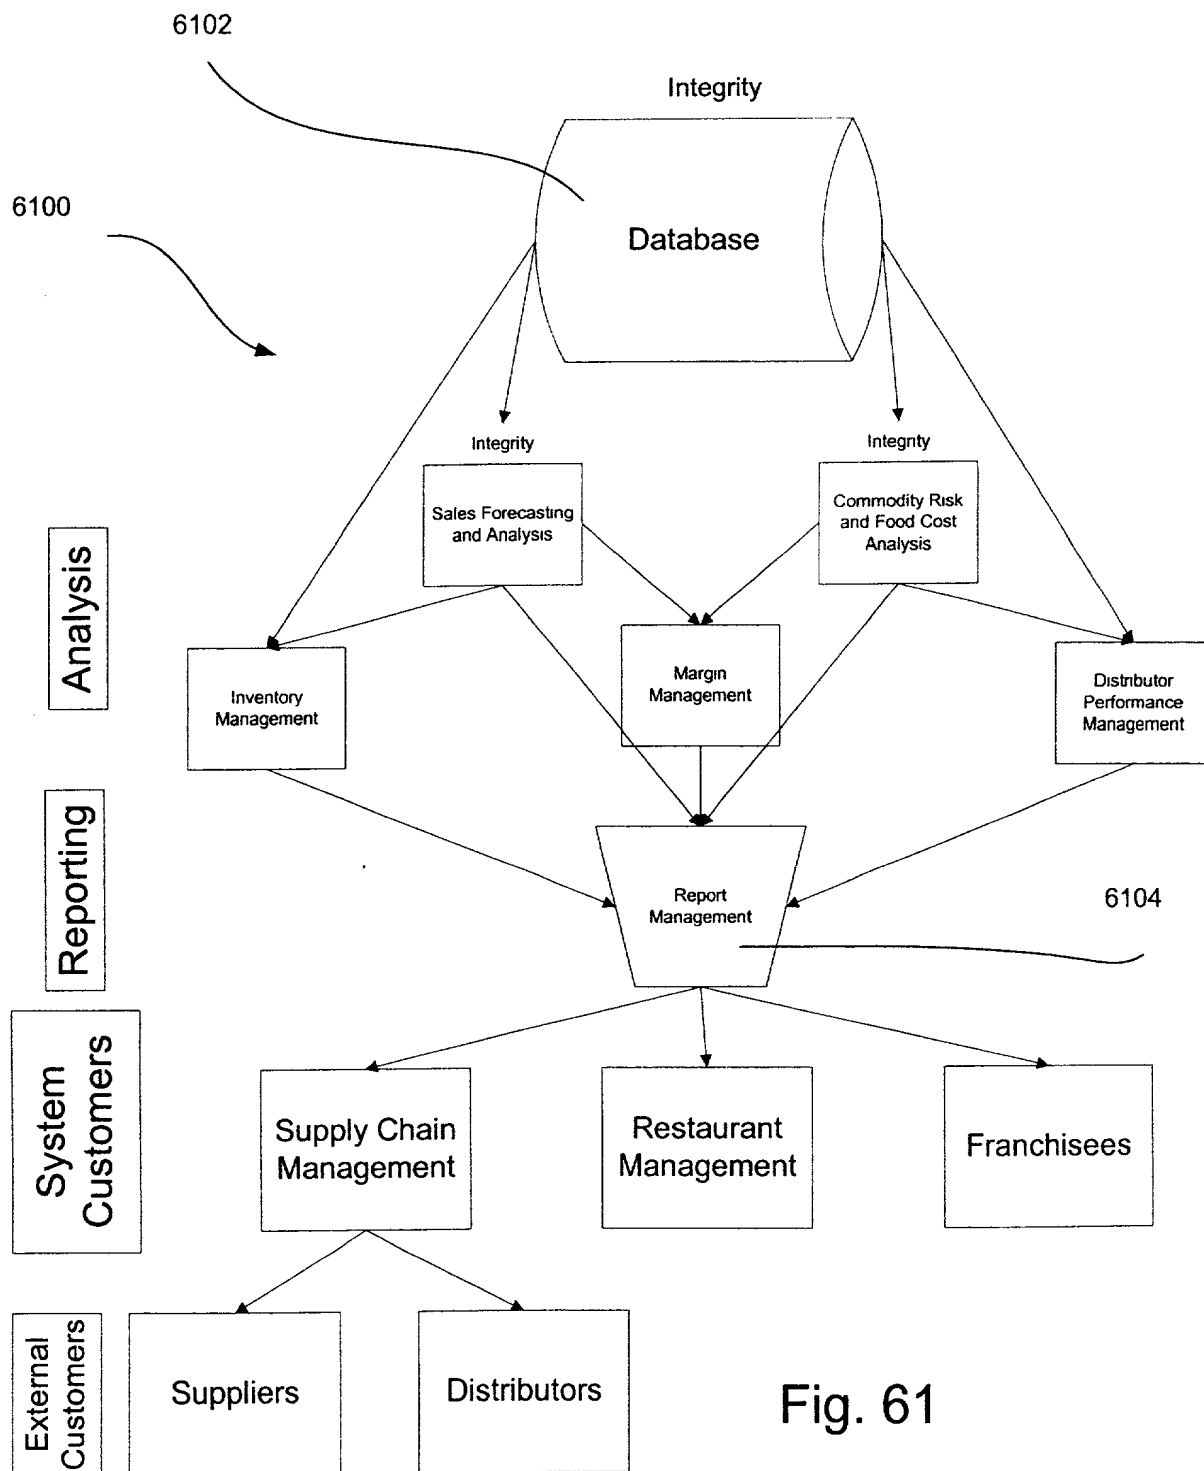 6102
Integrity
6100
Database
Integrity
Integrity
Sales Forecasting
and Analysis
Commodity Risk
and Food Cost
Analysis
Analysis
Inventory
Management
Margin
Management
Distributor
Performance
Management
Reporting
Report
Management
6104
System
Customers
Supply Chain
Management
Restaurant
Management
Franchisees
External
Customers
Suppliers
Distributors
Fig. 61